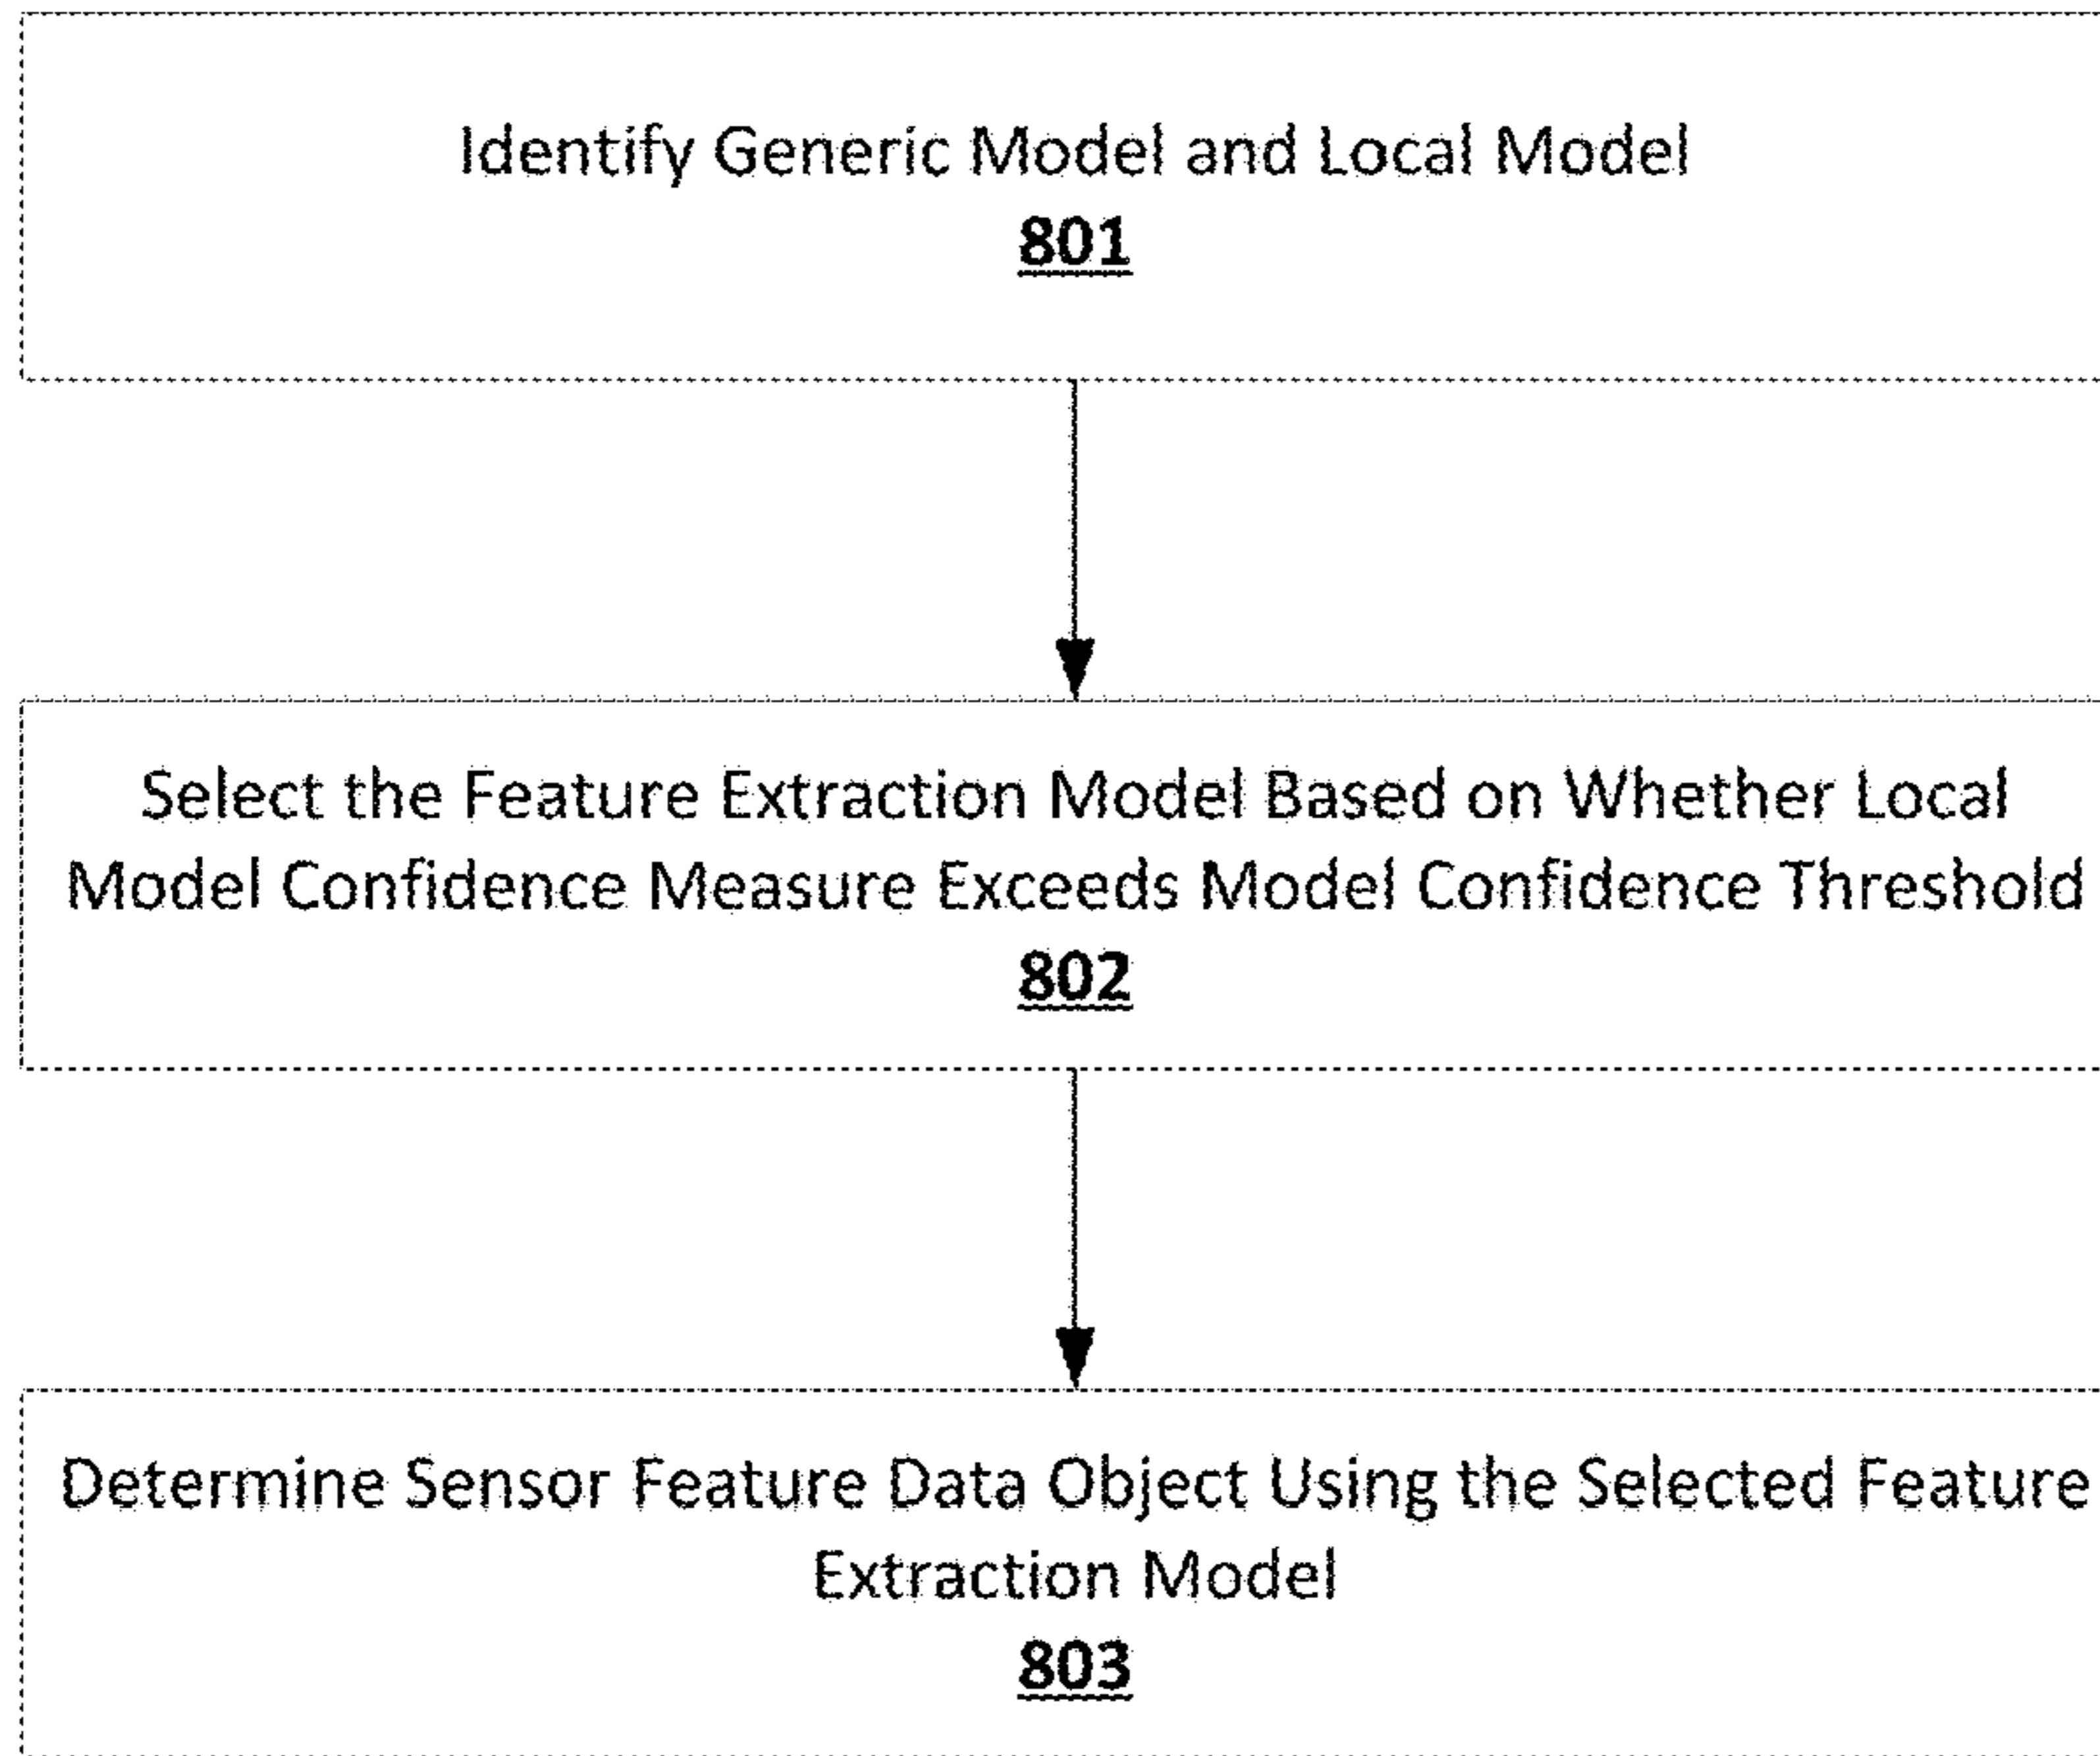 Identify Generic Model and Local Model
801
Select the Feature Extraction Model Based on Whether Local
Model Confidence Measure Exceeds Model Confidence Threshold
802
Determine Sensor Feature Data Object Using the Selected Feature
Extraction Model
803